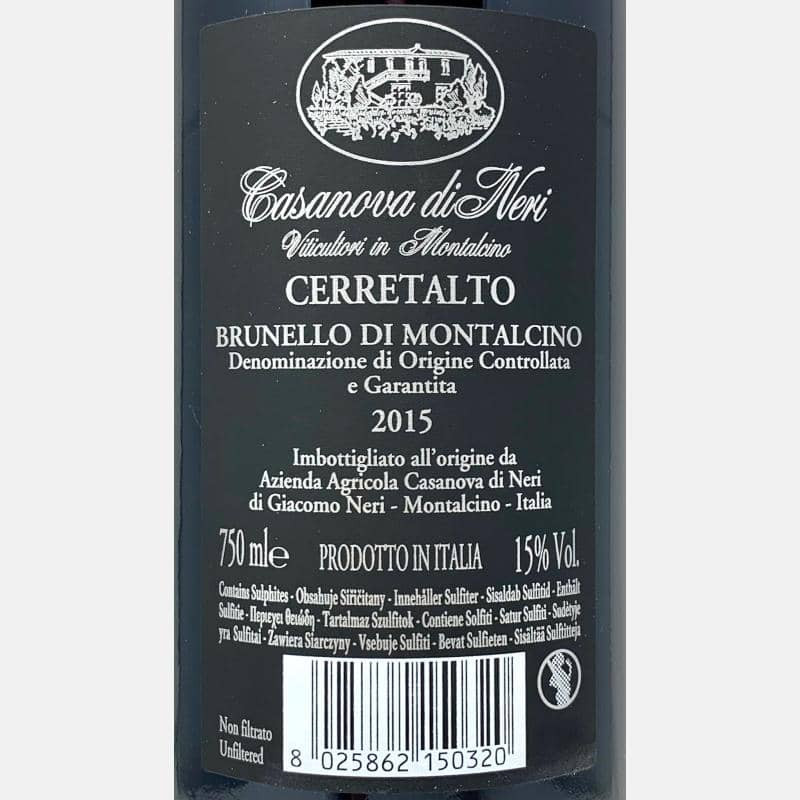 Casanova di Neri
Viticultori in Montalcino
CERRETALTO
BRUNELLO DI MONTALCINO
Denominazione di Origine Controllata
e Garantita
2015
Imbottigliato all'origine da
Azienda Agricola Casanova di Neri
di Giacomo Neri - Montalcino - Italia
750 ml e PRODOTTO IN ITALIA 15% Vol.
Contains Sulphites - Obsahuje Siřičitany - Innehåller Sulfiter - Sisaldab Sulfitid - Enthält
Sulfitie - Περιεχει θειώδη - Tartalmaz Szulfitok - Contiene Solfiti - Satur Sulfiti - Sudėtyje
yra Sulfitai - Zawiera Siarczyny - Vsebuje Sulfiti - Bevat Sulfieten - Sisältää Sulfiitteja
Non filtrato
Unfiltered
8 025862 150320